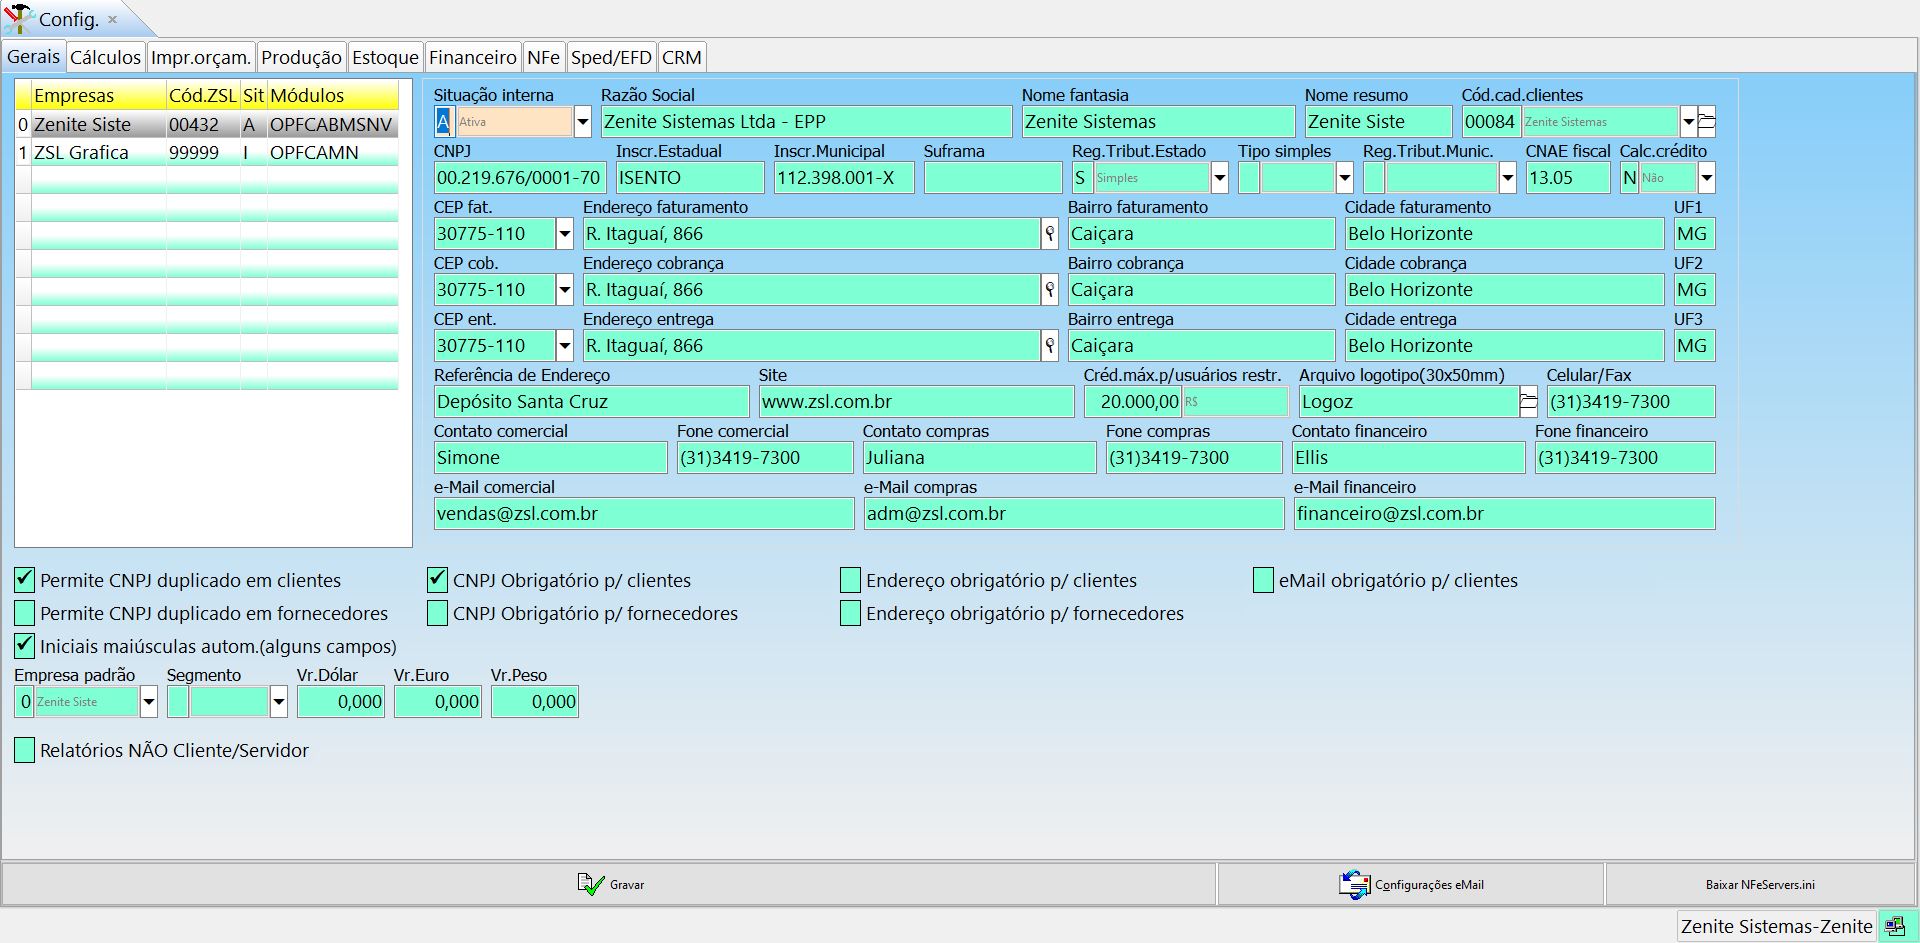 Config. ×
Gerais Cálculos Impr.orçam. Produção Estoque Financeiro NFe Sped/EFD CRM
Empresas Cód.ZSL Sit Módulos
0 Zenite Siste 00432 A OPFCABMSNV
1 ZSL Grafica 99999 I OPFCAMN
Situação interna Razão Social Nome fantasia Nome resumo Cód.cad.clientes
A Ativa Zenite Sistemas Ltda - EPP Zenite Sistemas Zenite Siste 00084 Zenite Sistemas
CNPJ Inscr.Estadual Inscr.Municipal Suframa Reg.Tribut.Estado Tipo simples Reg.Tribut.Munic. CNAE fiscal Calc.crédito
00.219.676/0001-70 ISENTO 112.398.001-X S Simples 13.05 N Não
CEP fat. Endereço faturamento Bairro faturamento Cidade faturamento UF1
30775-110 R. Itaguaí, 866 Caiçara Belo Horizonte MG
CEP cob. Endereço cobrança Bairro cobrança Cidade cobrança UF2
30775-110 R. Itaguaí, 866 Caiçara Belo Horizonte MG
CEP ent. Endereço entrega Bairro entrega Cidade entrega UF3
30775-110 R. Itaguaí, 866 Caiçara Belo Horizonte MG
Referência de Endereço Site Créd.máx.p/usuários restr. Arquivo logotipo(30x50mm) Celular/Fax
Depósito Santa Cruz www.zsl.com.br 20.000,00 R$ Logoz (31)3419-7300
Contato comercial Fone comercial Contato compras Fone compras Contato financeiro Fone financeiro
Simone (31)3419-7300 Juliana (31)3419-7300 Ellis (31)3419-7300
e-Mail comercial e-Mail compras e-Mail financeiro
vendas@zsl.com.br adm@zsl.com.br financeiro@zsl.com.br
Permite CNPJ duplicado em clientes CNPJ Obrigatório p/ clientes Endereço obrigatório p/ clientes eMail obrigatório p/ clientes
Permite CNPJ duplicado em fornecedores CNPJ Obrigatório p/ fornecedores Endereço obrigatório p/ fornecedores
Iniciais maiúsculas autom.(alguns campos)
Empresa padrão Segmento Vr.Dólar Vr.Euro Vr.Peso
0 Zenite Siste 0,000 0,000 0,000
Relatórios NÃO Cliente/Servidor
Gravar Configurações eMail Baixar NFeServers.ini
Zenite Sistemas-Zenite